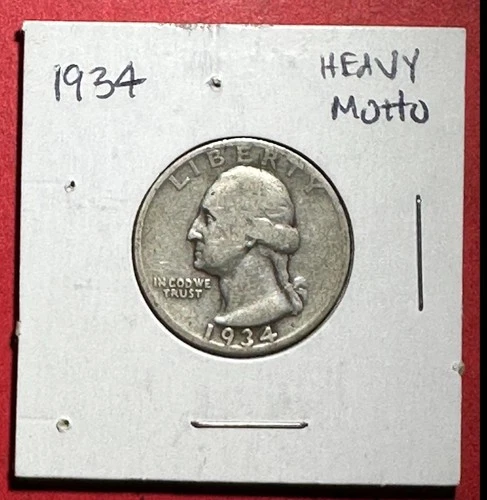 1934
HEAVY
MOttO
LIBERTY
IN GOD WE
TRUST
1934